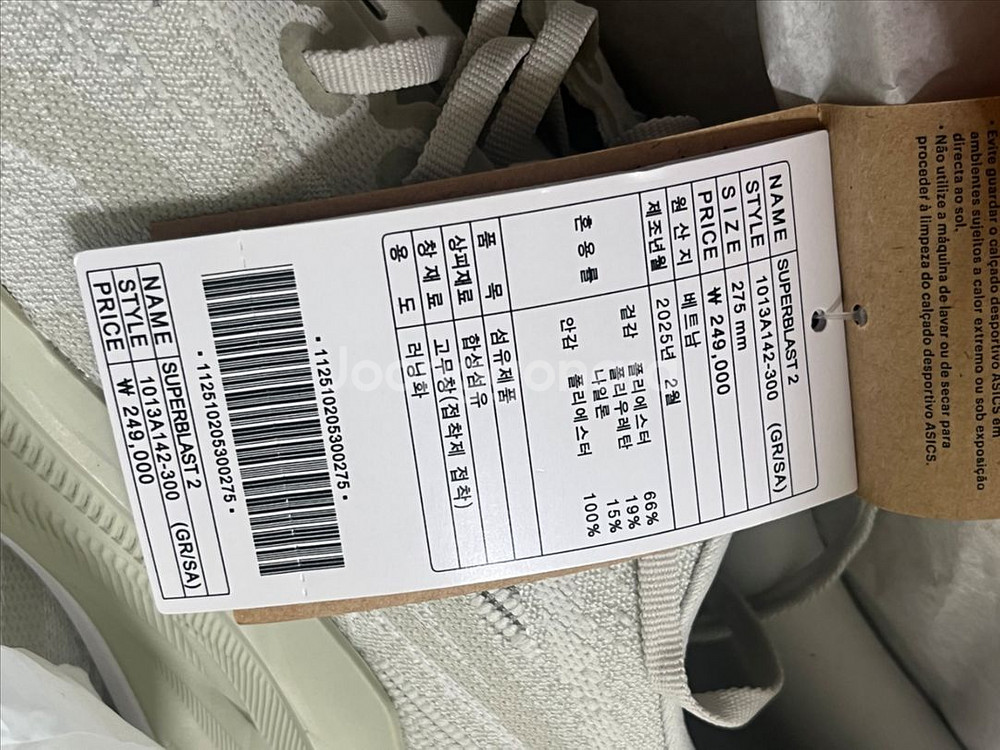 NAME SUPERBLAST 2
STYLE 1013A142-300 (GR/SA)
SIZE 275 mm
PRICE ₩ 249,000
원산지 베트남
제조년월 2025년 2월
혼용률 겉감 폴리에스터 66%
폴리우레탄 19%
나일론 15%
안감 폴리에스터 100%
품목 섬유제품
상피재료 합성섬유
창재료 고무창(접착제 접착)
용도 러닝화
• 1125102053002​75 •
• 112510205300275 •
NAME SUPERBLAST 2
STYLE 1013A142-300 (GR/SA)
PRICE ₩ 249,000
• Evite guardar o calçado desportivo ASICS em
ambientes sujeitos a calor extremo ou sob exposição
directa ao sol.
• Não utilize a máquina de lavar ou de secar para
proceder à limpeza do calçado desportivo ASICS.